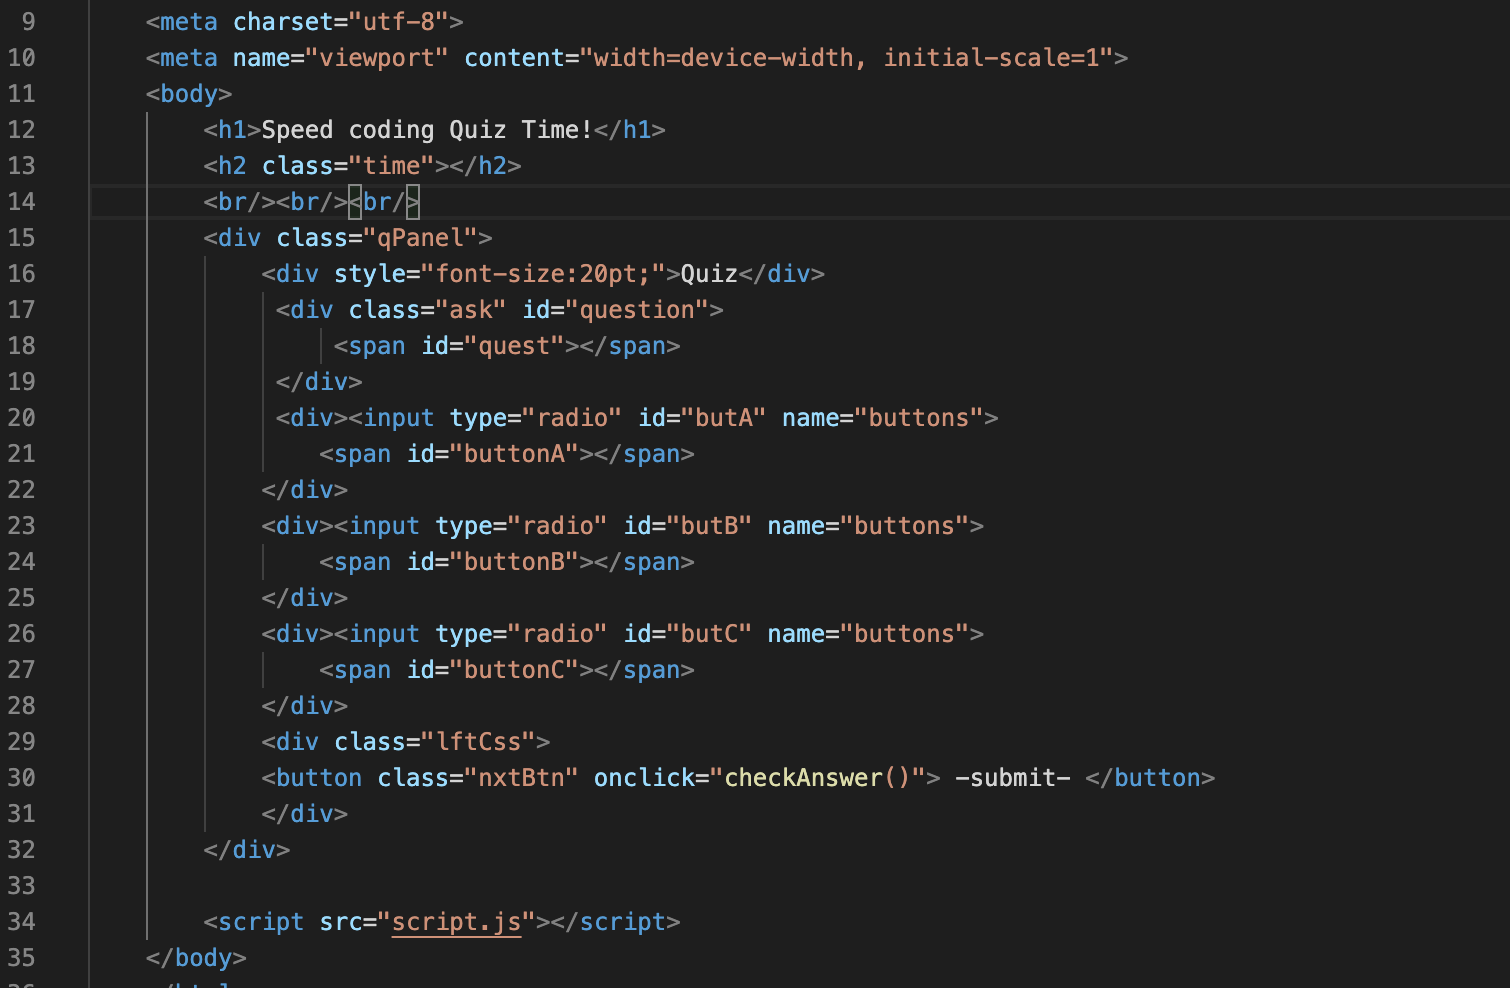 9 <meta charset="utf-8">
10 <meta name="viewport" content="width=device-width, initial-scale=1">
11 <body>
12 <h1>Speed coding Quiz Time!</h1>
13 <h2 class="time"></h2>
14 <br/><br/><br/>
15 <div class="qPanel">
16 <div style="font-size:20pt;">Quiz</div>
17 <div class="ask" id="question">
18 <span id="quest"></span>
19 </div>
20 <div><input type="radio" id="butA" name="buttons">
21 <span id="buttonA"></span>
22 </div>
23 <div><input type="radio" id="butB" name="buttons">
24 <span id="buttonB"></span>
25 </div>
26 <div><input type="radio" id="butC" name="buttons">
27 <span id="buttonC"></span>
28 </div>
29 <div class="lftCss">
30 <button class="nxtBtn" onclick="checkAnswer()"> -submit- </button>
31 </div>
32 </div>
33
34 <script src="script.js"></script>
35 </body>